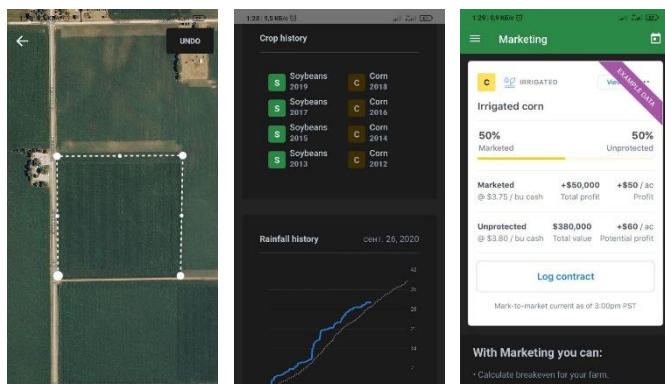 UNDO
Crop history
S Soybeans C Corn
2019 2018
S Soybeans C Corn
2017 2016
S Soybeans C Corn
2015 2014
S Soybeans C Corn
2013 2012
Rainfall history сент. 26, 2020
42
28
14
Marketing
EXAMPLE DATA
C IRRIGATED
Irrigated corn
50% 50%
Marketed Unprotected
Marketed +$50,000 +$50 / ac
@ $3.75 / bu cash Total profit Profit
Unprotected $380,000 +$60 / ac
@ $3.80 / bu cash Total value Potential profit
Log contract
Mark-to-market current as of 3:00pm PST
With Marketing you can:
• Calculate breakeven for your farm.